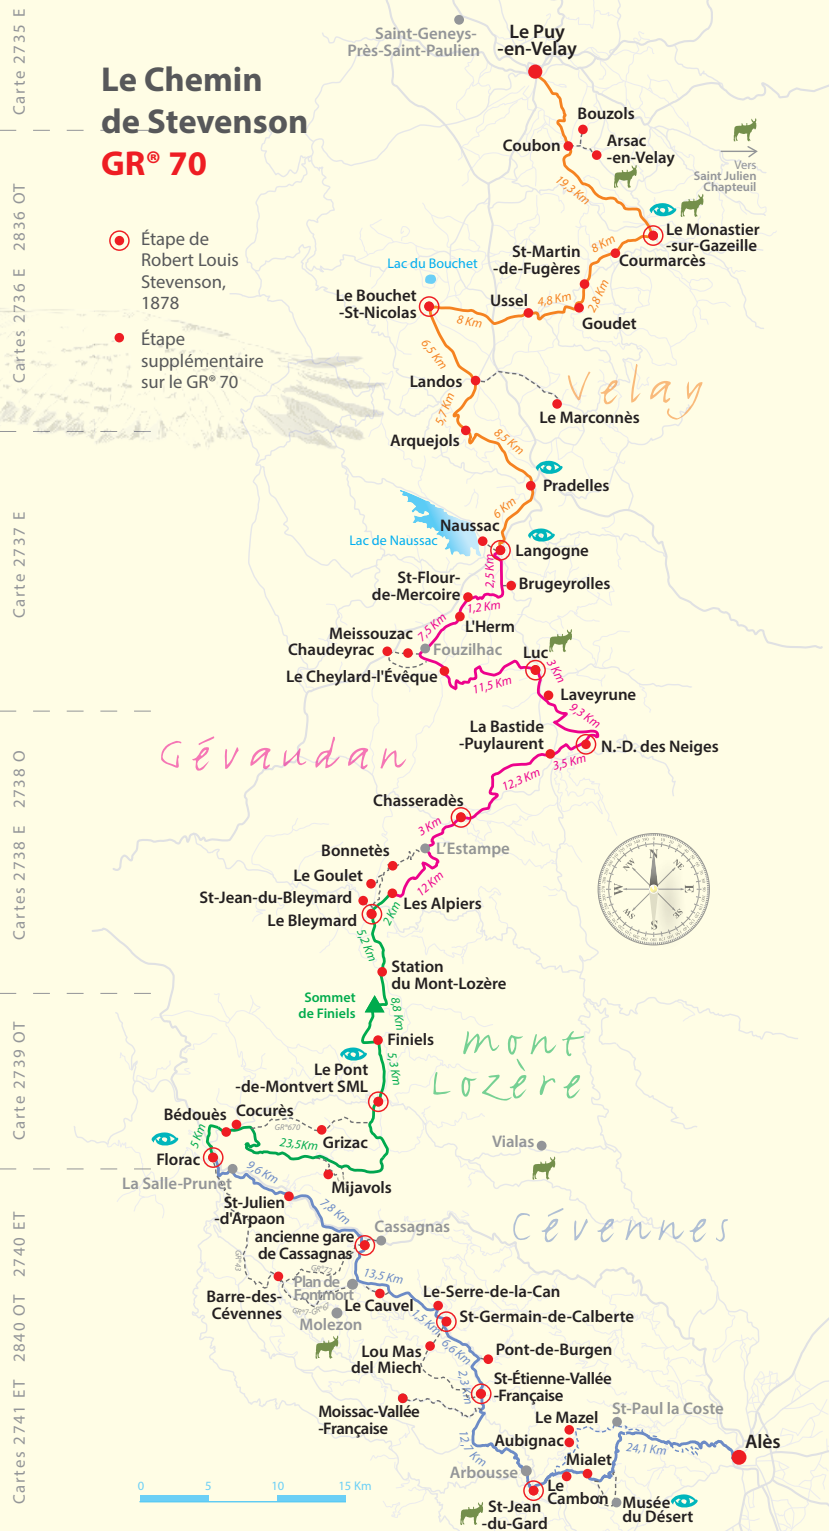 Le Chemin
de Stevenson
GR® 70
Étape de
Robert Louis
Stevenson,
1878
Étape
supplémentaire
sur le GR® 70
Carte 2735 E
Cartes 2736 E 2836 OT
Carte 2737 E
Cartes 2738 E 2738 O
Carte 2739 OT
Cartes 2741 ET 2840 OT 2740 ET
Saint-Geneys-
Près-Saint-Paulien
Le Puy
-en-Velay
Bouzols
Coubon
Arsac
-en-Velay
Vers
Saint Julien
Chapteuil
19,3 Km
Le Monastier
-sur-Gazeille
8 Km
St-Martin
-de-Fugères
Courmarcès
Lac du Bouchet
Le Bouchet
-St-Nicolas
Ussel
4,8 Km
2,8 Km
8 Km
Goudet
6,5 Km
Landos
Velay
5,7 Km
Le Marconnès
Arquejols
8,5 Km
Pradelles
6 Km
Naussac
Lac de Naussac
Langogne
2,5 Km
St-Flour-
de-Mercoire
Brugeyrolles
1,2 Km
7,5 Km
L'Herm
Meissouzac
Chaudeyrac
Fouzilhac
Luc
3 Km
Le Cheylard-l'Évêque
11,5 Km
Laveyrune
9,3 Km
La Bastide
-Puylaurent
N.-D. des Neiges
3,5 Km
Gévaudan
12,3 Km
Chasseradès
3 Km
L'Estampe
Bonnetès
Le Goulet
12 Km
St-Jean-du-Bleymard
Les Alpiers
Le Bleymard
2 Km
N
NE
E
SE
S
SW
W
NW
5,2 Km
Station
du Mont-Lozère
Sommet
de Finiels
8,8 Km
Finiels
mont
Lozère
5,3 Km
Le Pont
-de-Montvert SML
Bédouès
Cocurès
GR®670
5 Km
23,5Km
Grizac
Vialas
Florac
La Salle-Prunet
9,6 Km
Mijavols
St-Julien
-d'Arpaon
7,8 Km
Cassagnas
Cévennes
ancienne gare
de Cassagnas
GR®43
GR®72
13,5 Km
Plan de
Fontmort
Barre-des-
Cévennes
Le Cauvel
Le-Serre-de-la-Can
GR®7-GR®67
Molezon
St-Germain-de-Calberte
1,5 Km
6,6 Km
Lou Mas
del Miech
Pont-de-Burgen
2,3 Km
St-Étienne-Vallée
-Française
Moissac-Vallée
-Française
Le Mazel
St-Paul la Coste
12,7 Km
Aubignac
Alès
24,1 Km
Mialet
Arbousse
Le
Cambon
Musée
du Désert
St-Jean
-du-Gard
0 5 10 15 Km